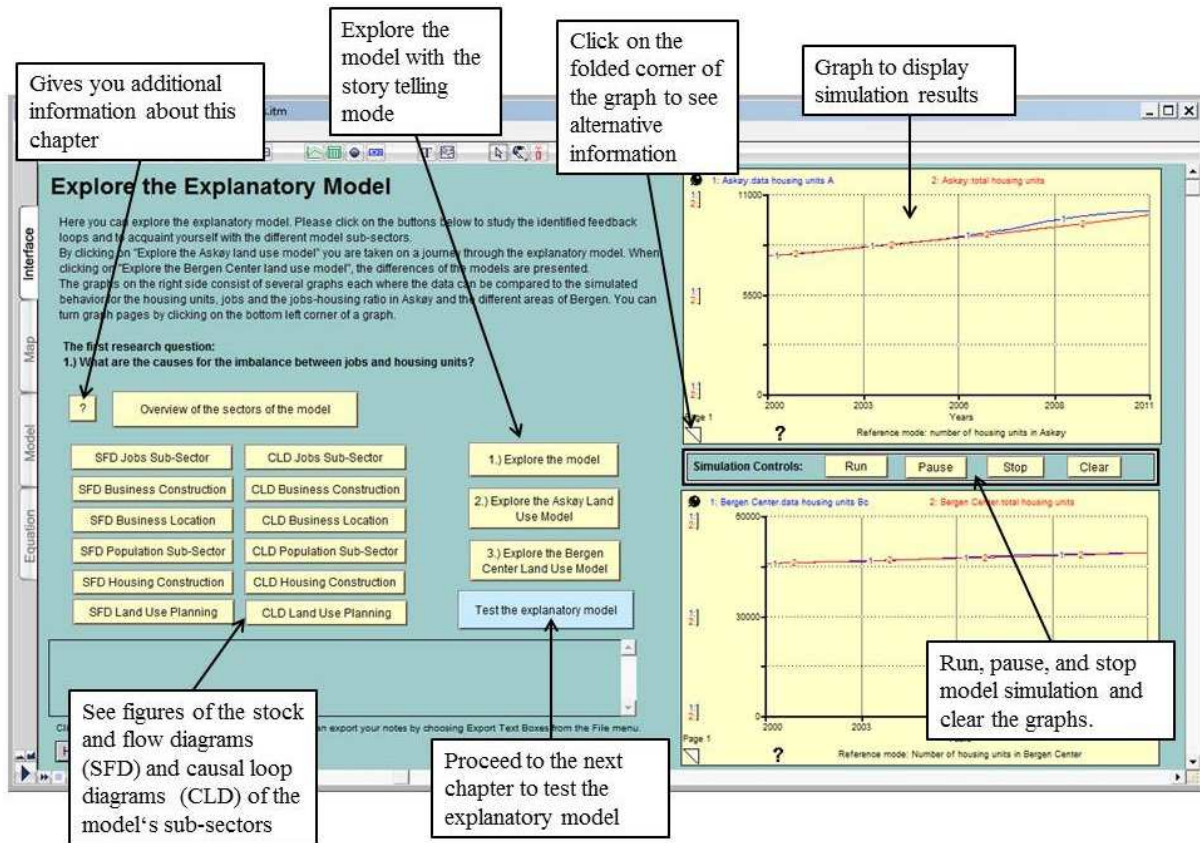 Explore the
model with the
story telling
mode
Click on the
folded corner of
the graph to see
alternative
information
Graph to display
simulation results
Gives you additional
information about this
chapter
.itm
Interface
Map
Model
Equation
Explore the Explanatory Model
Here you can explore the explanatory model. Please click on the buttons below to study the identified feedback
loops and to acquaint yourself with the different model sub-sectors.
By clicking on "Explore the Askøy land use model" you are taken on a journey through the explanatory model. When
clicking on "Explore the Bergen Center land use model", the differences of the models are presented.
The graphs on the right side consist of several graphs each where the data can be compared to the simulated
behavior for the housing units, jobs and the jobs-housing ratio in Askøy and the different areas of Bergen. You can
turn graph pages by clicking on the bottom left corner of a graph.
The first research question:
1.) What are the causes for the imbalance between jobs and housing units?
?
Overview of the sectors of the model
SFD Jobs Sub-Sector
CLD Jobs Sub-Sector
SFD Business Construction
CLD Business Construction
SFD Business Location
CLD Business Location
SFD Population Sub-Sector
CLD Population Sub-Sector
SFD Housing Construction
CLD Housing Construction
SFD Land Use Planning
CLD Land Use Planning
1.) Explore the model
2.) Explore the Askøy Land
Use Model
3.) Explore the Bergen
Center Land Use Model
Test the explanatory model
an export your notes by choosing Export Text Boxes from the File menu.
1: Askøy.data housing units A
2: Askøy.total housing units
11000
5500
0
2000
2003
2006
2008
2011
Years
Page 1
?
Reference mode: number of housing units in Askøy
Simulation Controls:
Run
Pause
Stop
Clear
1: Bergen Center.data housing units Bc
2: Bergen Center.total housing units
60000
30000
0
2000
2003
Page 1
?
Reference mode: Number of housing units in Bergen Center
See figures of the stock
and flow diagrams
(SFD) and causal loop
diagrams (CLD) of the
model‘s sub-sectors
Proceed to the next
chapter to test the
explanatory model
Run, pause, and stop
model simulation and
clear the graphs.